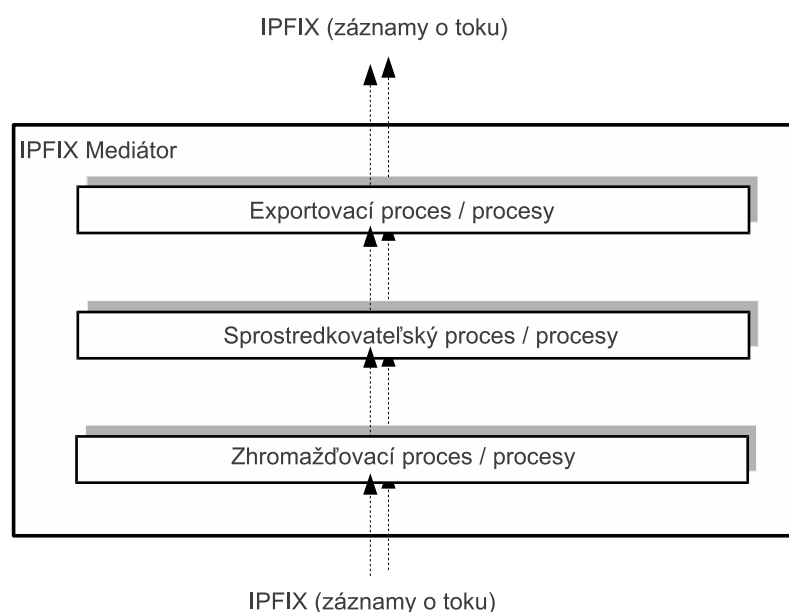 IPFIX (záznamy o toku)
IPFIX Mediátor
Exportovací proces / procesy
Sprostredkovateľský proces / procesy
Zhromažďovací proces / procesy
IPFIX (záznamy o toku)